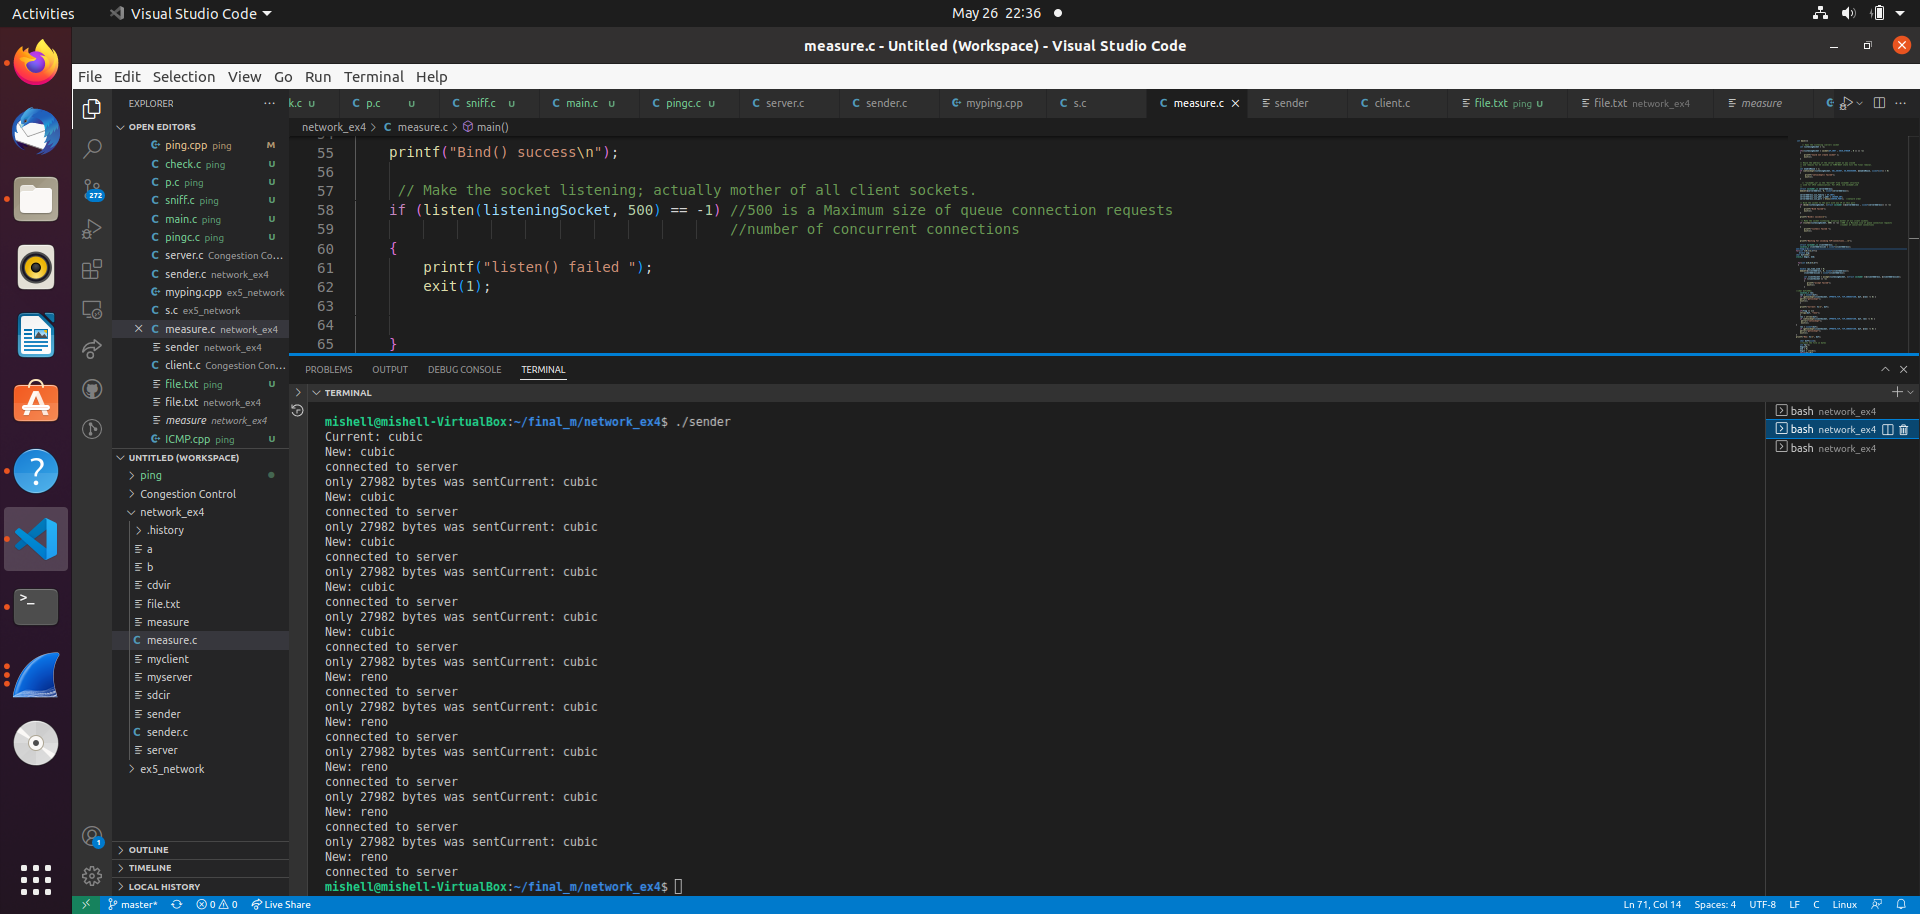 Activities
Visual Studio Code
May 26 22:36
measure.c - Untitled (Workspace) - Visual Studio Code
File Edit Selection View Go Run Terminal Help
EXPLORER
k.c U
p.c U
sniff.c U
main.c U
pingc.c U
server.c
sender.c
myping.cpp
s.c
measure.c
sender
client.c
file.txt ping U
file.txt network_ex4
measure
network_ex4 > measure.c > main()
OPEN EDITORS
ping.cpp ping M
check.c ping U
p.c ping U
sniff.c ping U
main.c ping U
pingc.c ping U
server.c Congestion Co...
sender.c network_ex4
myping.cpp ex5_network
s.c ex5_network
measure.c network_ex4
sender network_ex4
client.c Congestion Con...
file.txt ping U
file.txt network_ex4
measure network_ex4
ICMP.cpp ping U
UNTITLED (WORKSPACE)
ping
Congestion Control
network_ex4
.history
a
b
cdvir
file.txt
measure
measure.c
myclient
myserver
sdcir
sender
sender.c
server
ex5_network
OUTLINE
TIMELINE
LOCAL HISTORY
272
1
55 printf("Bind() success\n");
56
57 // Make the socket listening; actually mother of all client sockets.
58 if (listen(listeningSocket, 500) == -1) //500 is a Maximum size of queue connection requests
59 //number of concurrent connections
60 {
61 printf("listen() failed ");
62 exit(1);
63
64
65 }
PROBLEMS OUTPUT DEBUG CONSOLE TERMINAL
TERMINAL
mishell@mishell-VirtualBox:~/final_m/network_ex4$ ./sender
Current: cubic
New: cubic
connected to server
only 27982 bytes was sentCurrent: cubic
New: cubic
connected to server
only 27982 bytes was sentCurrent: cubic
New: cubic
connected to server
only 27982 bytes was sentCurrent: cubic
New: cubic
connected to server
only 27982 bytes was sentCurrent: cubic
New: cubic
connected to server
only 27982 bytes was sentCurrent: cubic
New: reno
connected to server
only 27982 bytes was sentCurrent: cubic
New: reno
connected to server
only 27982 bytes was sentCurrent: cubic
New: reno
connected to server
only 27982 bytes was sentCurrent: cubic
New: reno
connected to server
only 27982 bytes was sentCurrent: cubic
New: reno
connected to server
mishell@mishell-VirtualBox:~/final_m/network_ex4$
bash network_ex4
bash network_ex4
bash network_ex4
master* 0 0 Live Share
Ln 71, Col 14 Spaces: 4 UTF-8 LF C Linux